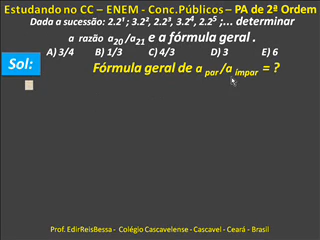 Estudando no CC – ENEM - Conc.Públicos – PA de 2ª Ordem
Dada a sucessão: 2.2¹ ; 3.2², 2.2³, 3.2⁴, 2.2⁵ ;... determinar
a razão a₂₀/a₂₁ e a fórmula geral .
A) 3/4 B) 1/3 C) 4/3 D) 3 E) 6
Sol:
Fórmula geral de a par /a impar = ?
Prof. EdirReisBessa - Colégio Cascavelense - Cascavel - Ceará - Brasil